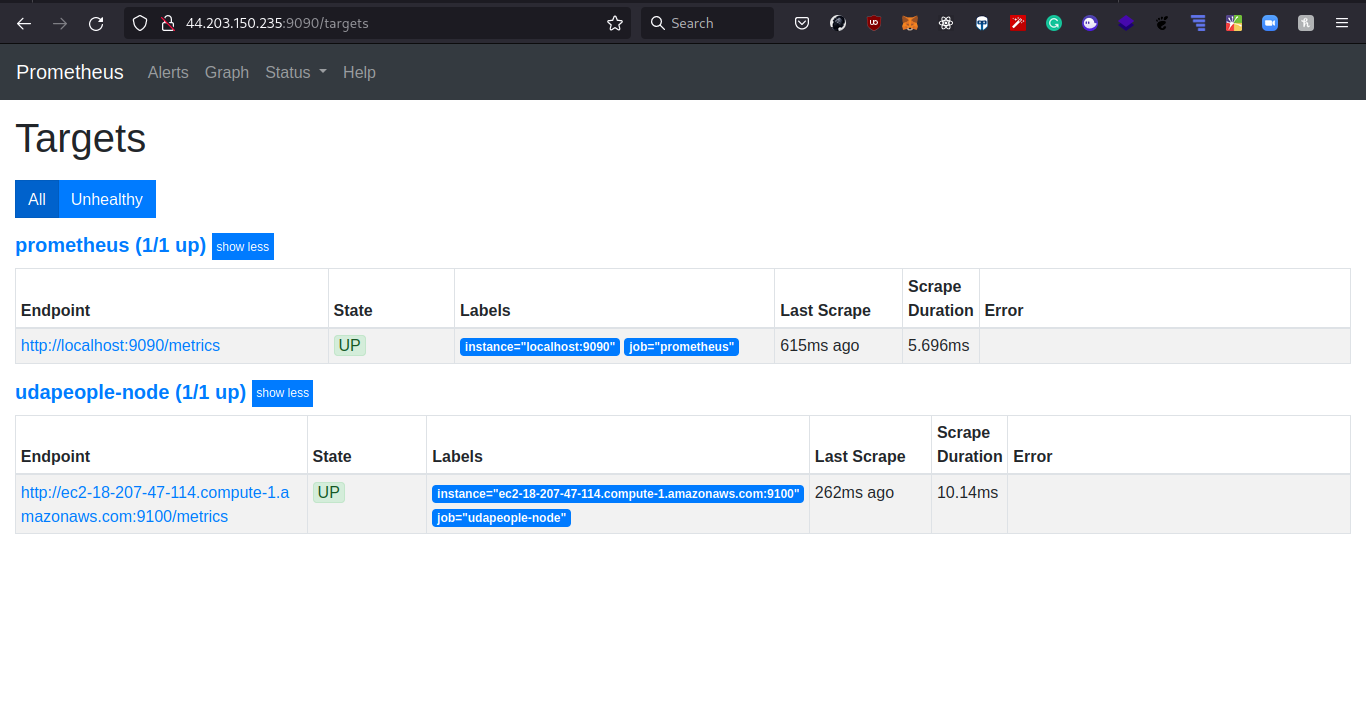 44.203.150.235:9090/targets
Search
Prometheus Alerts Graph Status Help
Targets
All Unhealthy
prometheus (1/1 up) show less
Endpoint State Labels Last Scrape Scrape Duration Error
http://localhost:9090/metrics UP instance="localhost:9090" job="prometheus" 615ms ago 5.696ms
udapeople-node (1/1 up) show less
Endpoint State Labels Last Scrape Scrape Duration Error
http://ec2-18-207-47-114.compute-1.a
mazonaws.com:9100/metrics
UP
instance="ec2-18-207-47-114.compute-1.amazonaws.com:9100"
job="udapeople-node"
262ms ago 10.14ms